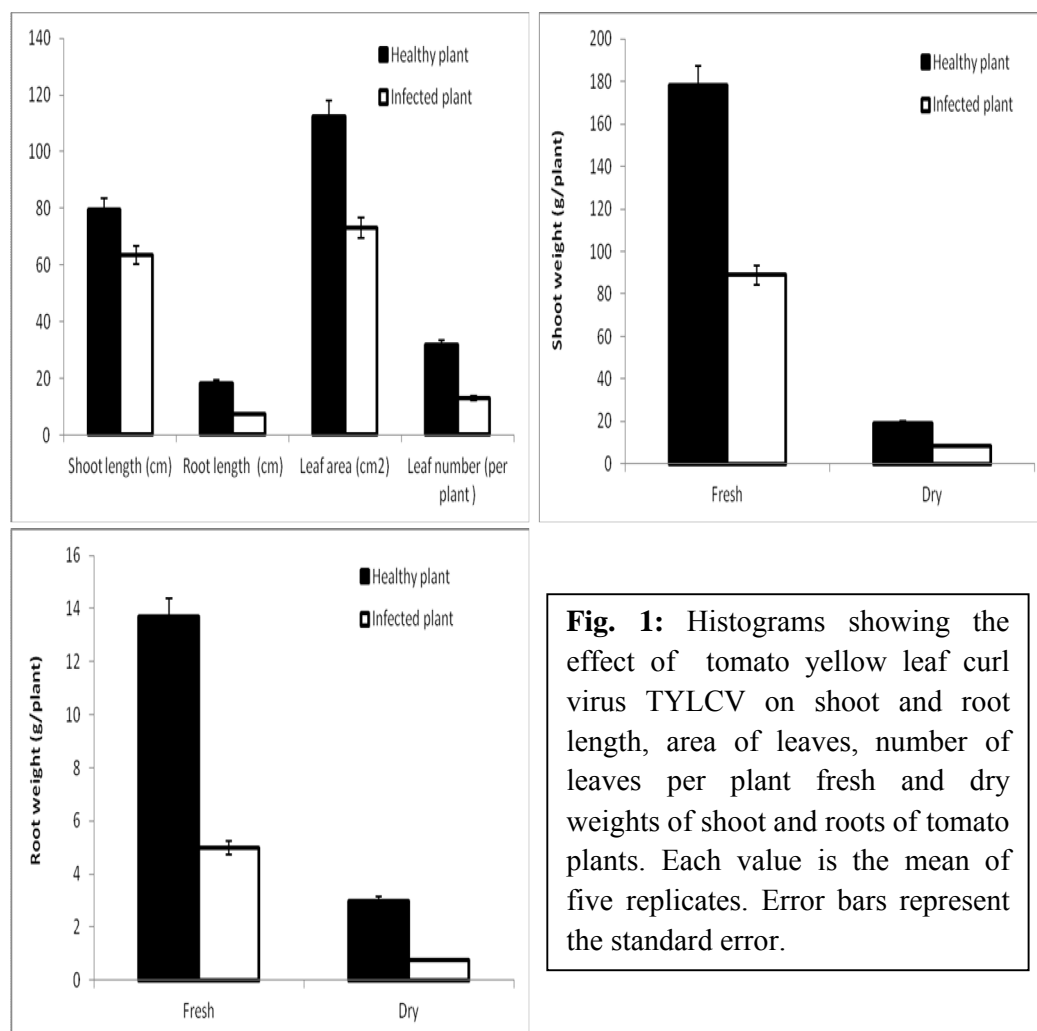 140
120
100
80
60
40
20
0
Healthy plant
Infected plant
Shoot length (cm) Root length (cm) Leaf area (cm2) Leaf number (per
plant )
Shoot weight (g/plant)
200
180
160
140
120
100
80
60
40
20
0
Healthy plant
Infected plant
Fresh Dry
Root weight (g/plant)
16
14
12
10
8
6
4
2
0
Healthy plant
Infected plant
Fresh Dry
Fig. 1: Histograms showing the
effect of tomato yellow leaf curl
virus TYLCV on shoot and root
length, area of leaves, number of
leaves per plant fresh and dry
weights of shoot and roots of tomato
plants. Each value is the mean of
five replicates. Error bars represent
the standard error.